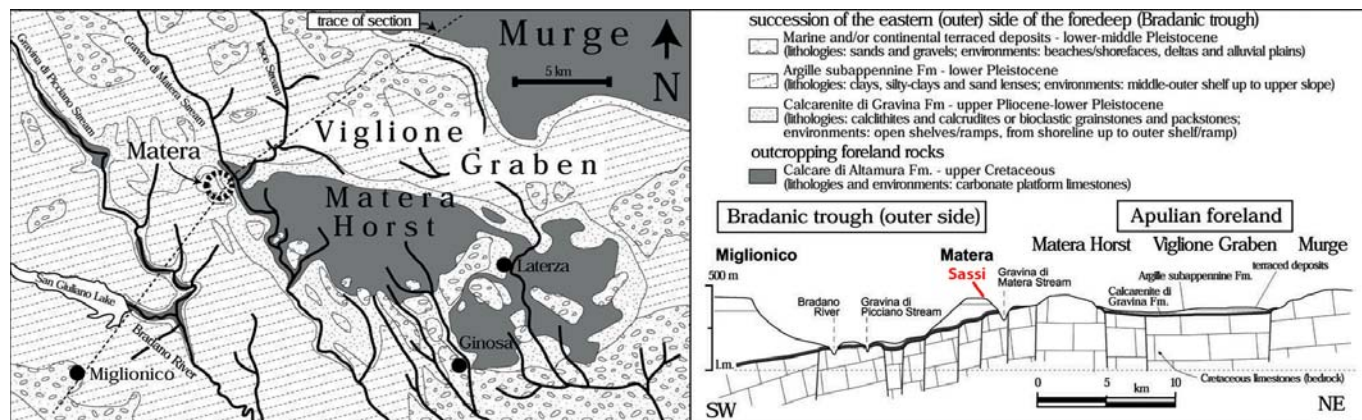 trace of section
Murge
5 km
N
Gravina di Picciano Stream
Gravina di Matera Stream
Jesce Stream
Viglione
Graben
Matera
Matera
Horst
Laterza
San Giuliano Lake
Bradano River
Ginosa
Miglionico
succession of the eastern (outer) side of the foredeep (Bradanic trough)
Marine and/or continental terraced deposits - lower-middle Pleistocene
(lithologies: sands and gravels; environments: beaches/shorefaces, deltas and alluvial plains)
Argille subappennine Fm - lower Pleistocene
(lithologies: clays, silty-clays and sand lenses; environments: middle-outer shelf up to upper slope)
Calcarenite di Gravina Fm - upper Pliocene-lower Pleistocene
(lithologies: calclithites and calcrudites or bioclastic grainstones and packstones;
environments: open shelves/ramps, from shoreline up to outer shelf/ramp)
outcropping foreland rocks
Calcare di Altamura Fm. - upper Cretaceous
(lithologies and environments: carbonate platform limestones)
Bradanic trough (outer side)
Apulian foreland
Miglionico
Matera
Matera Horst
Viglione Graben
Murge
500 m
Sassi
Gravina di
Matera Stream
Bradano
River
Gravina di
Picciano Stream
Argille subappennine Fm.
terraced deposits
Calcarenite di
Gravina Fm.
l.m.
0 5 10
km
Cretaceous limestones (bedrock)
SW
NE